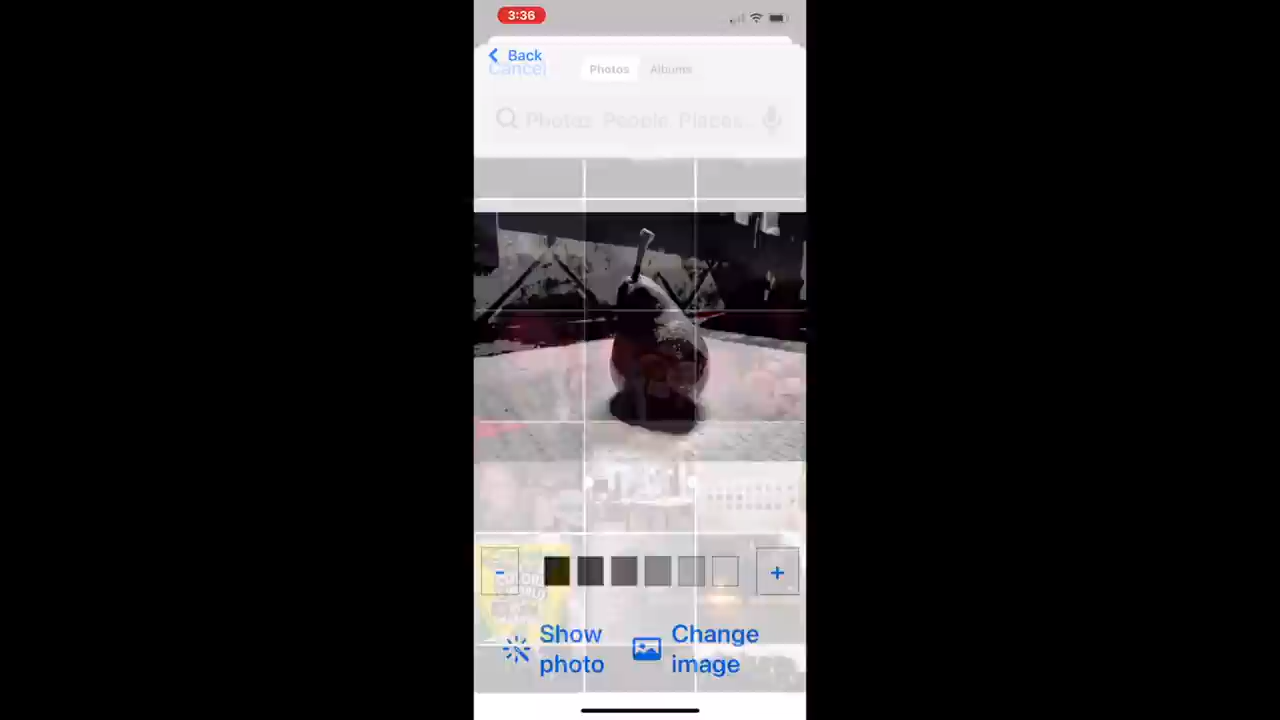 3:36
Back
Cancel
Photos
Albums
Photos, People, Places...
-
+
Show
photo
Change
image